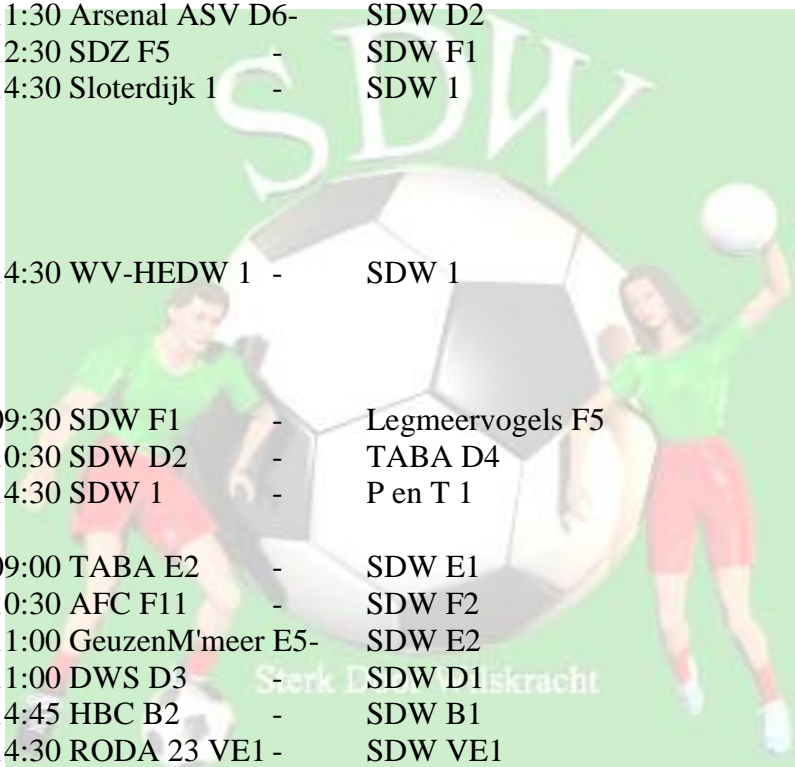 1:30 Arsenal ASV D6- SDW D2
2:30 SDZ F5 - SDW F1
4:30 Sloterdijk 1 - SDW 1
SDW
4:30 WV-HEDW 1 - SDW 1
09:30 SDW F1 - Legmeervogels F5
0:30 SDW D2 - TABA D4
4:30 SDW 1 - P en T 1
09:00 TABA E2 - SDW E1
0:30 AFC F11 - SDW F2
1:00 GeuzenM'meer E5- SDW E2
1:00 DWS D3 - SDW D1
Sterk Door Wilskracht
4:45 HBC B2 - SDW B1
4:30 RODA 23 VE1 - SDW VE1